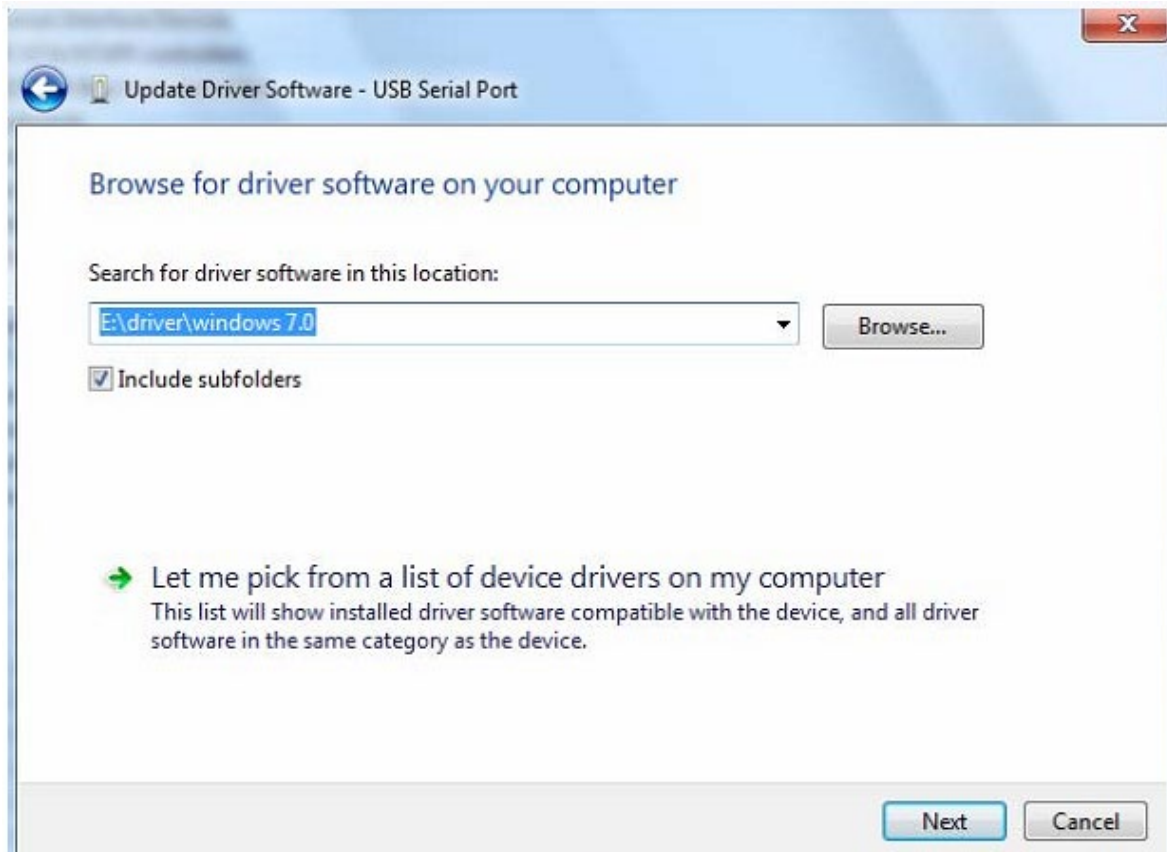 Update Driver Software - USB Serial Port
Browse for driver software on your computer
Search for driver software in this location:
E:\driver\windows 7.0
Browse...
Include subfolders
Let me pick from a list of device drivers on my computer
This list will show installed driver software compatible with the device, and all driver
software in the same category as the device.
Next
Cancel